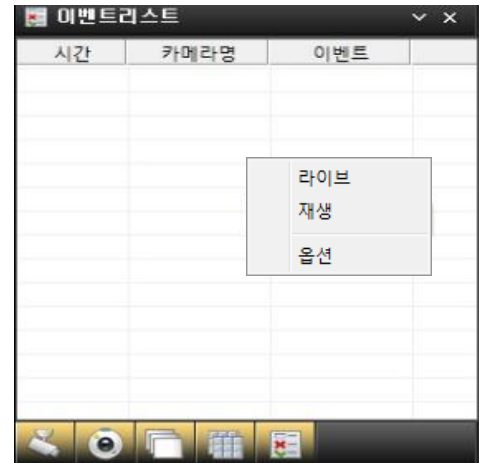 이벤트리스트
시간 카메라명 이벤트
라이브
재생
옵션